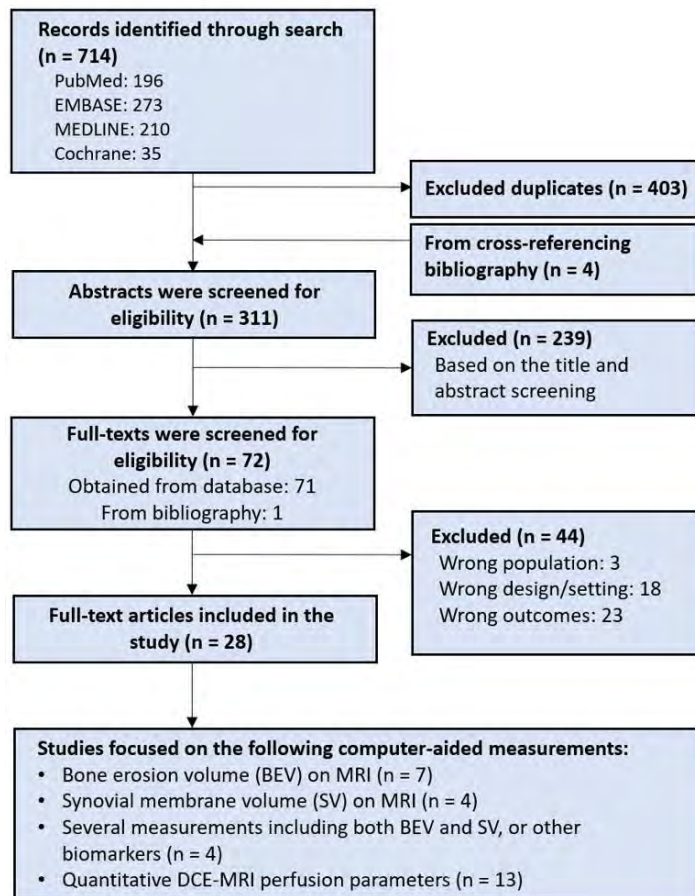 Records identified through search
(n = 714)
PubMed: 196
EMBASE: 273
MEDLINE: 210
Cochrane: 35
Excluded duplicates (n = 403)
From cross-referencing
bibliography (n = 4)
Abstracts were screened for
eligibility (n = 311)
Excluded (n = 239)
Based on the title and
abstract screening
Full-texts were screened for
eligibility (n = 72)
Obtained from database: 71
From bibliography: 1
Excluded (n = 44)
Wrong population: 3
Wrong design/setting: 18
Wrong outcomes: 23
Full-text articles included in the
study (n = 28)
Studies focused on the following computer-aided measurements:
• Bone erosion volume (BEV) on MRI (n = 7)
• Synovial membrane volume (SV) on MRI (n = 4)
• Several measurements including both BEV and SV, or other
biomarkers (n = 4)
• Quantitative DCE-MRI perfusion parameters (n = 13)